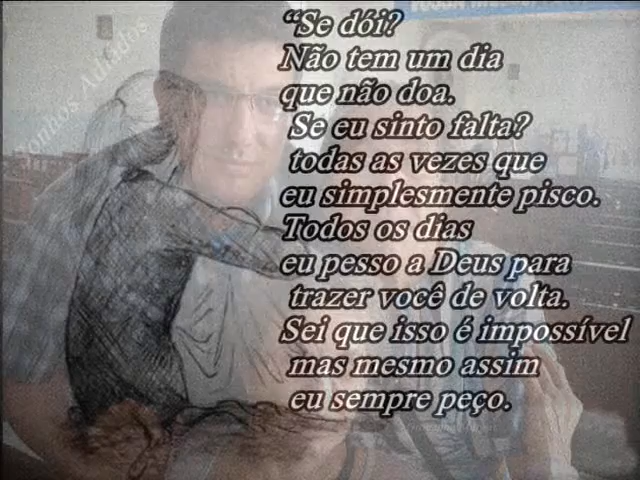 “Se dói?
Não tem um dia
que não doa.
Se eu sinto falta?
todas as vezes que
eu simplesmente pisco.
Todos os dias
eu pesso a Deus para
trazer você de volta.
Sei que isso é impossível
mas mesmo assim
eu sempre peço.
Sonhos Adiados